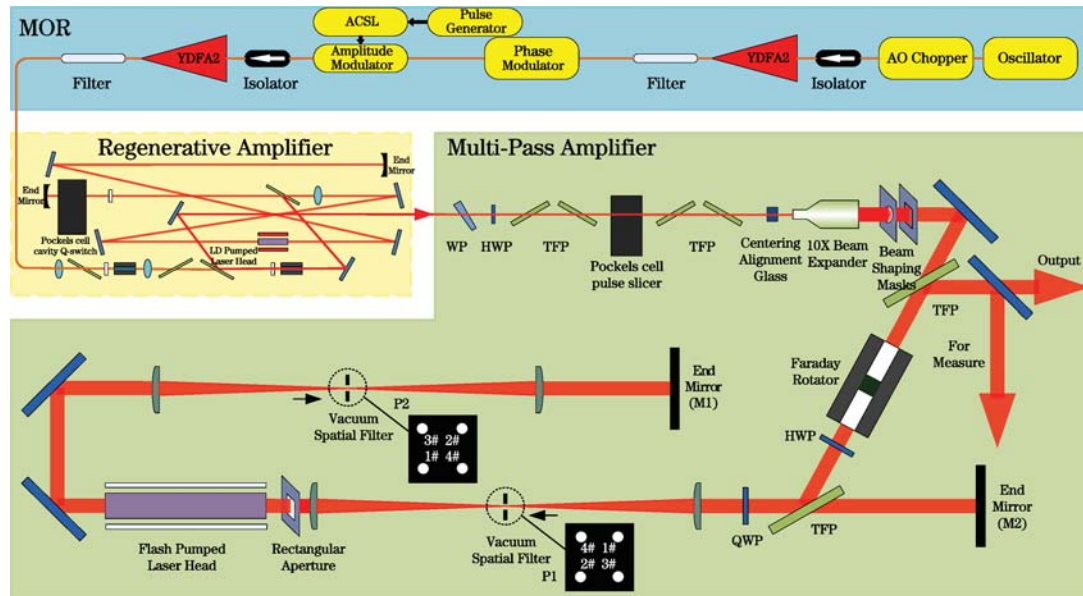 MOR
ACSL
Pulse
Generator
YDFA2
Amplitude
Modulator
Phase
Modulator
YDFA2
AO Chopper
Oscillator
Filter
Isolator
Filter
Isolator
Regenerative Amplifier
End
Mirror
End
Mirror
Pockels cell
cavity Q-switch
LD Pumped
Laser Head
Multi-Pass Amplifier
WP
HWP
TFP
Pockels cell
pulse slicer
TFP
Centering
Alignment
Glass
10X Beam
Expander
Beam
Shaping
Masks
TFP
Output
For
Measure
Faraday
Rotator
HWP
P2
Vacuum
Spatial Filter
3# 2#
1# 4#
End
Mirror
(M1)
Flash Pumped
Laser Head
Rectangular
Aperture
Vacuum
Spatial Filter
P1
4# 1#
2# 3#
QWP
TFP
End
Mirror
(M2)